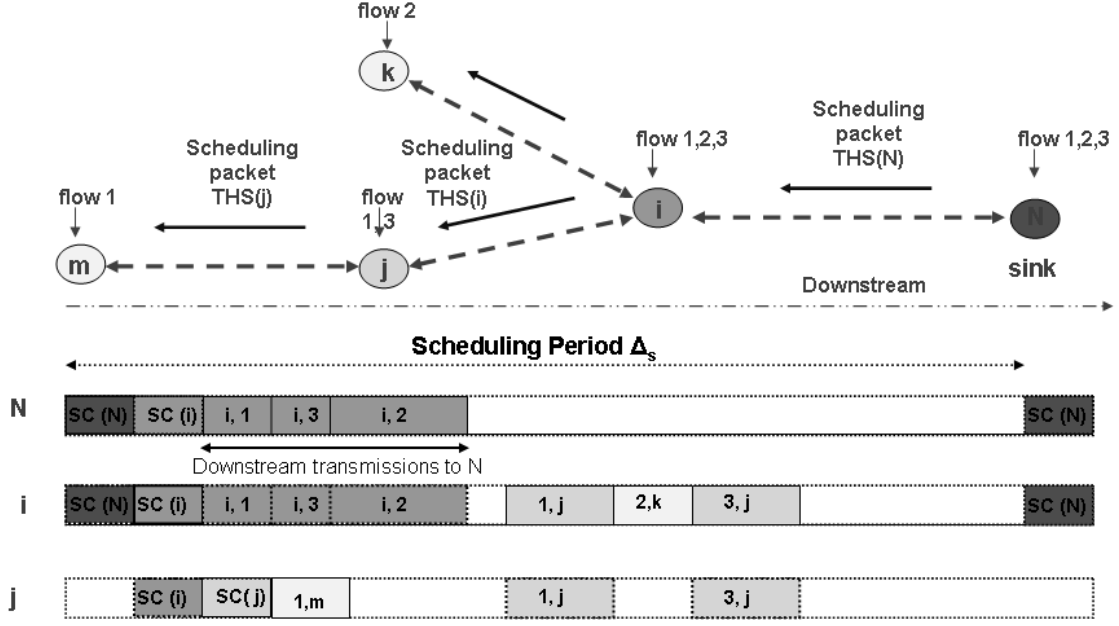 flow 2
k
Scheduling
packet
THS(N)
flow 1,2,3
flow 1,2,3
Scheduling
packet
THS(j)
Scheduling
packet
THS(i)
flow 1
flow
1,3
i
N
m
j
sink
Downstream
Scheduling Period Δs
N
SC (N)
SC (i)
i, 1
i, 3
i, 2
SC (N)
Downstream transmissions to N
i
SC (N)
SC (i)
i, 1
i, 3
i, 2
1, j
2,k
3, j
SC (N)
j
SC (i)
SC( j)
1,m
1, j
3, j